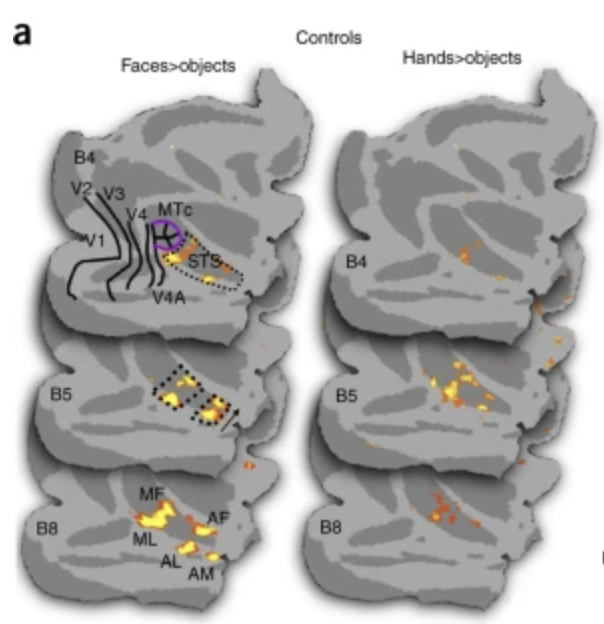 a
Controls
Faces>objects
Hands>objects
B4
V2
V3
V4
MTc
V1
STS
V4A
B4
B5
B5
MF
AF
B8
ML
AL
AM
B8